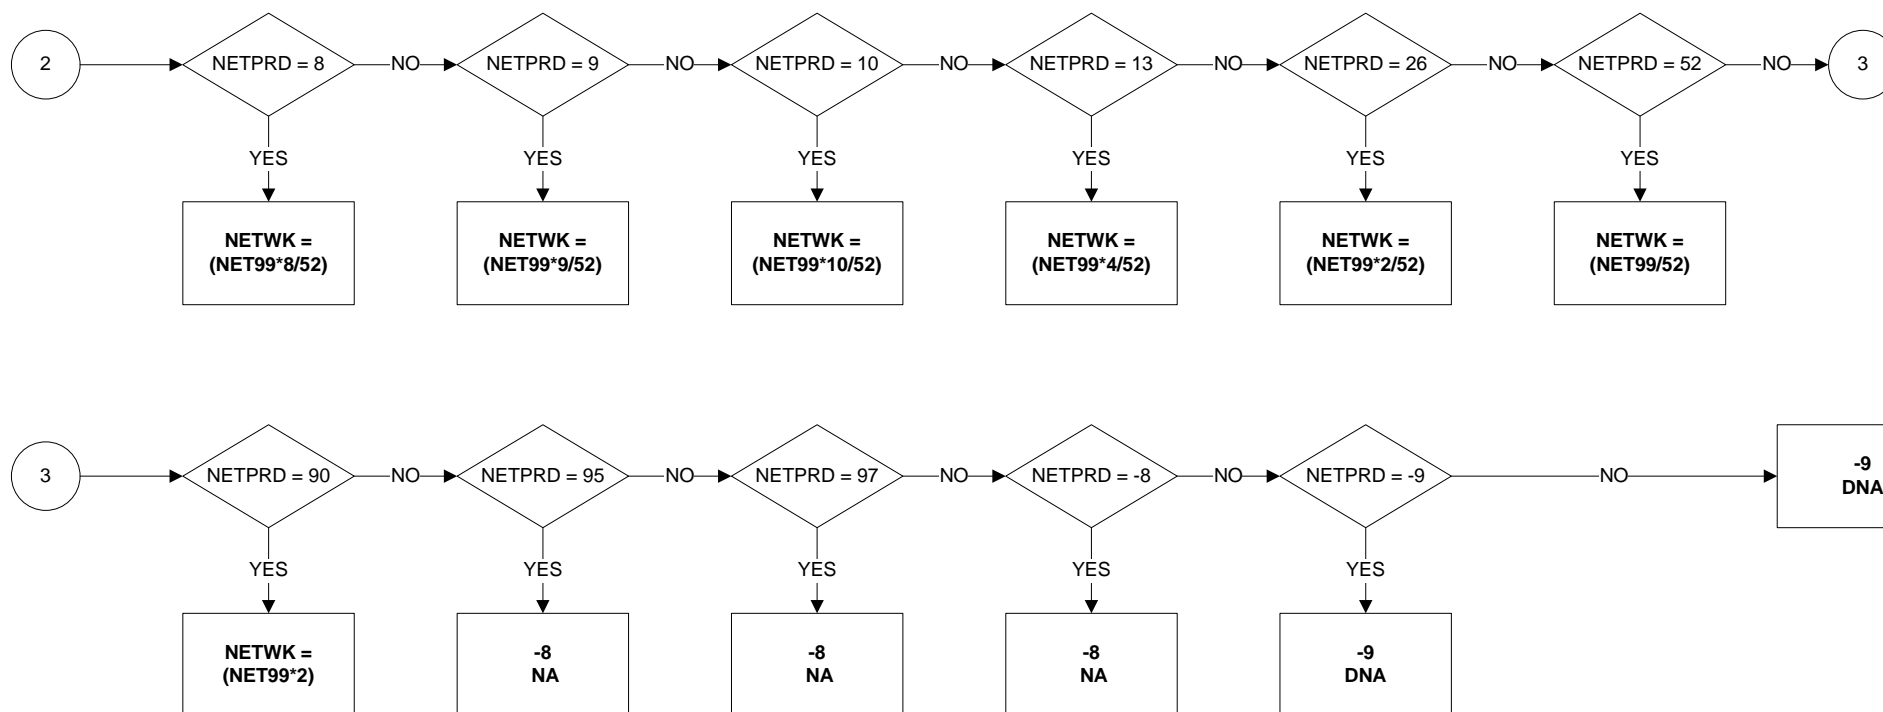 2
NETPRD = 8
NO
NETPRD = 9
NO
NETPRD = 10
NO
NETPRD = 13
NO
NETPRD = 26
NO
NETPRD = 52
NO
3
YES
YES
YES
YES
YES
YES
NETWK =
(NET99*8/52)
NETWK =
(NET99*9/52)
NETWK =
(NET99*10/52)
NETWK =
(NET99*4/52)
NETWK =
(NET99*2/52)
NETWK =
(NET99/52)
3
NETPRD = 90
NO
NETPRD = 95
NO
NETPRD = 97
NO
NETPRD = -8
NO
NETPRD = -9
NO
-9
DNA
YES
YES
YES
YES
YES
NETWK =
(NET99*2)
-8
NA
-8
NA
-8
NA
-9
DNA